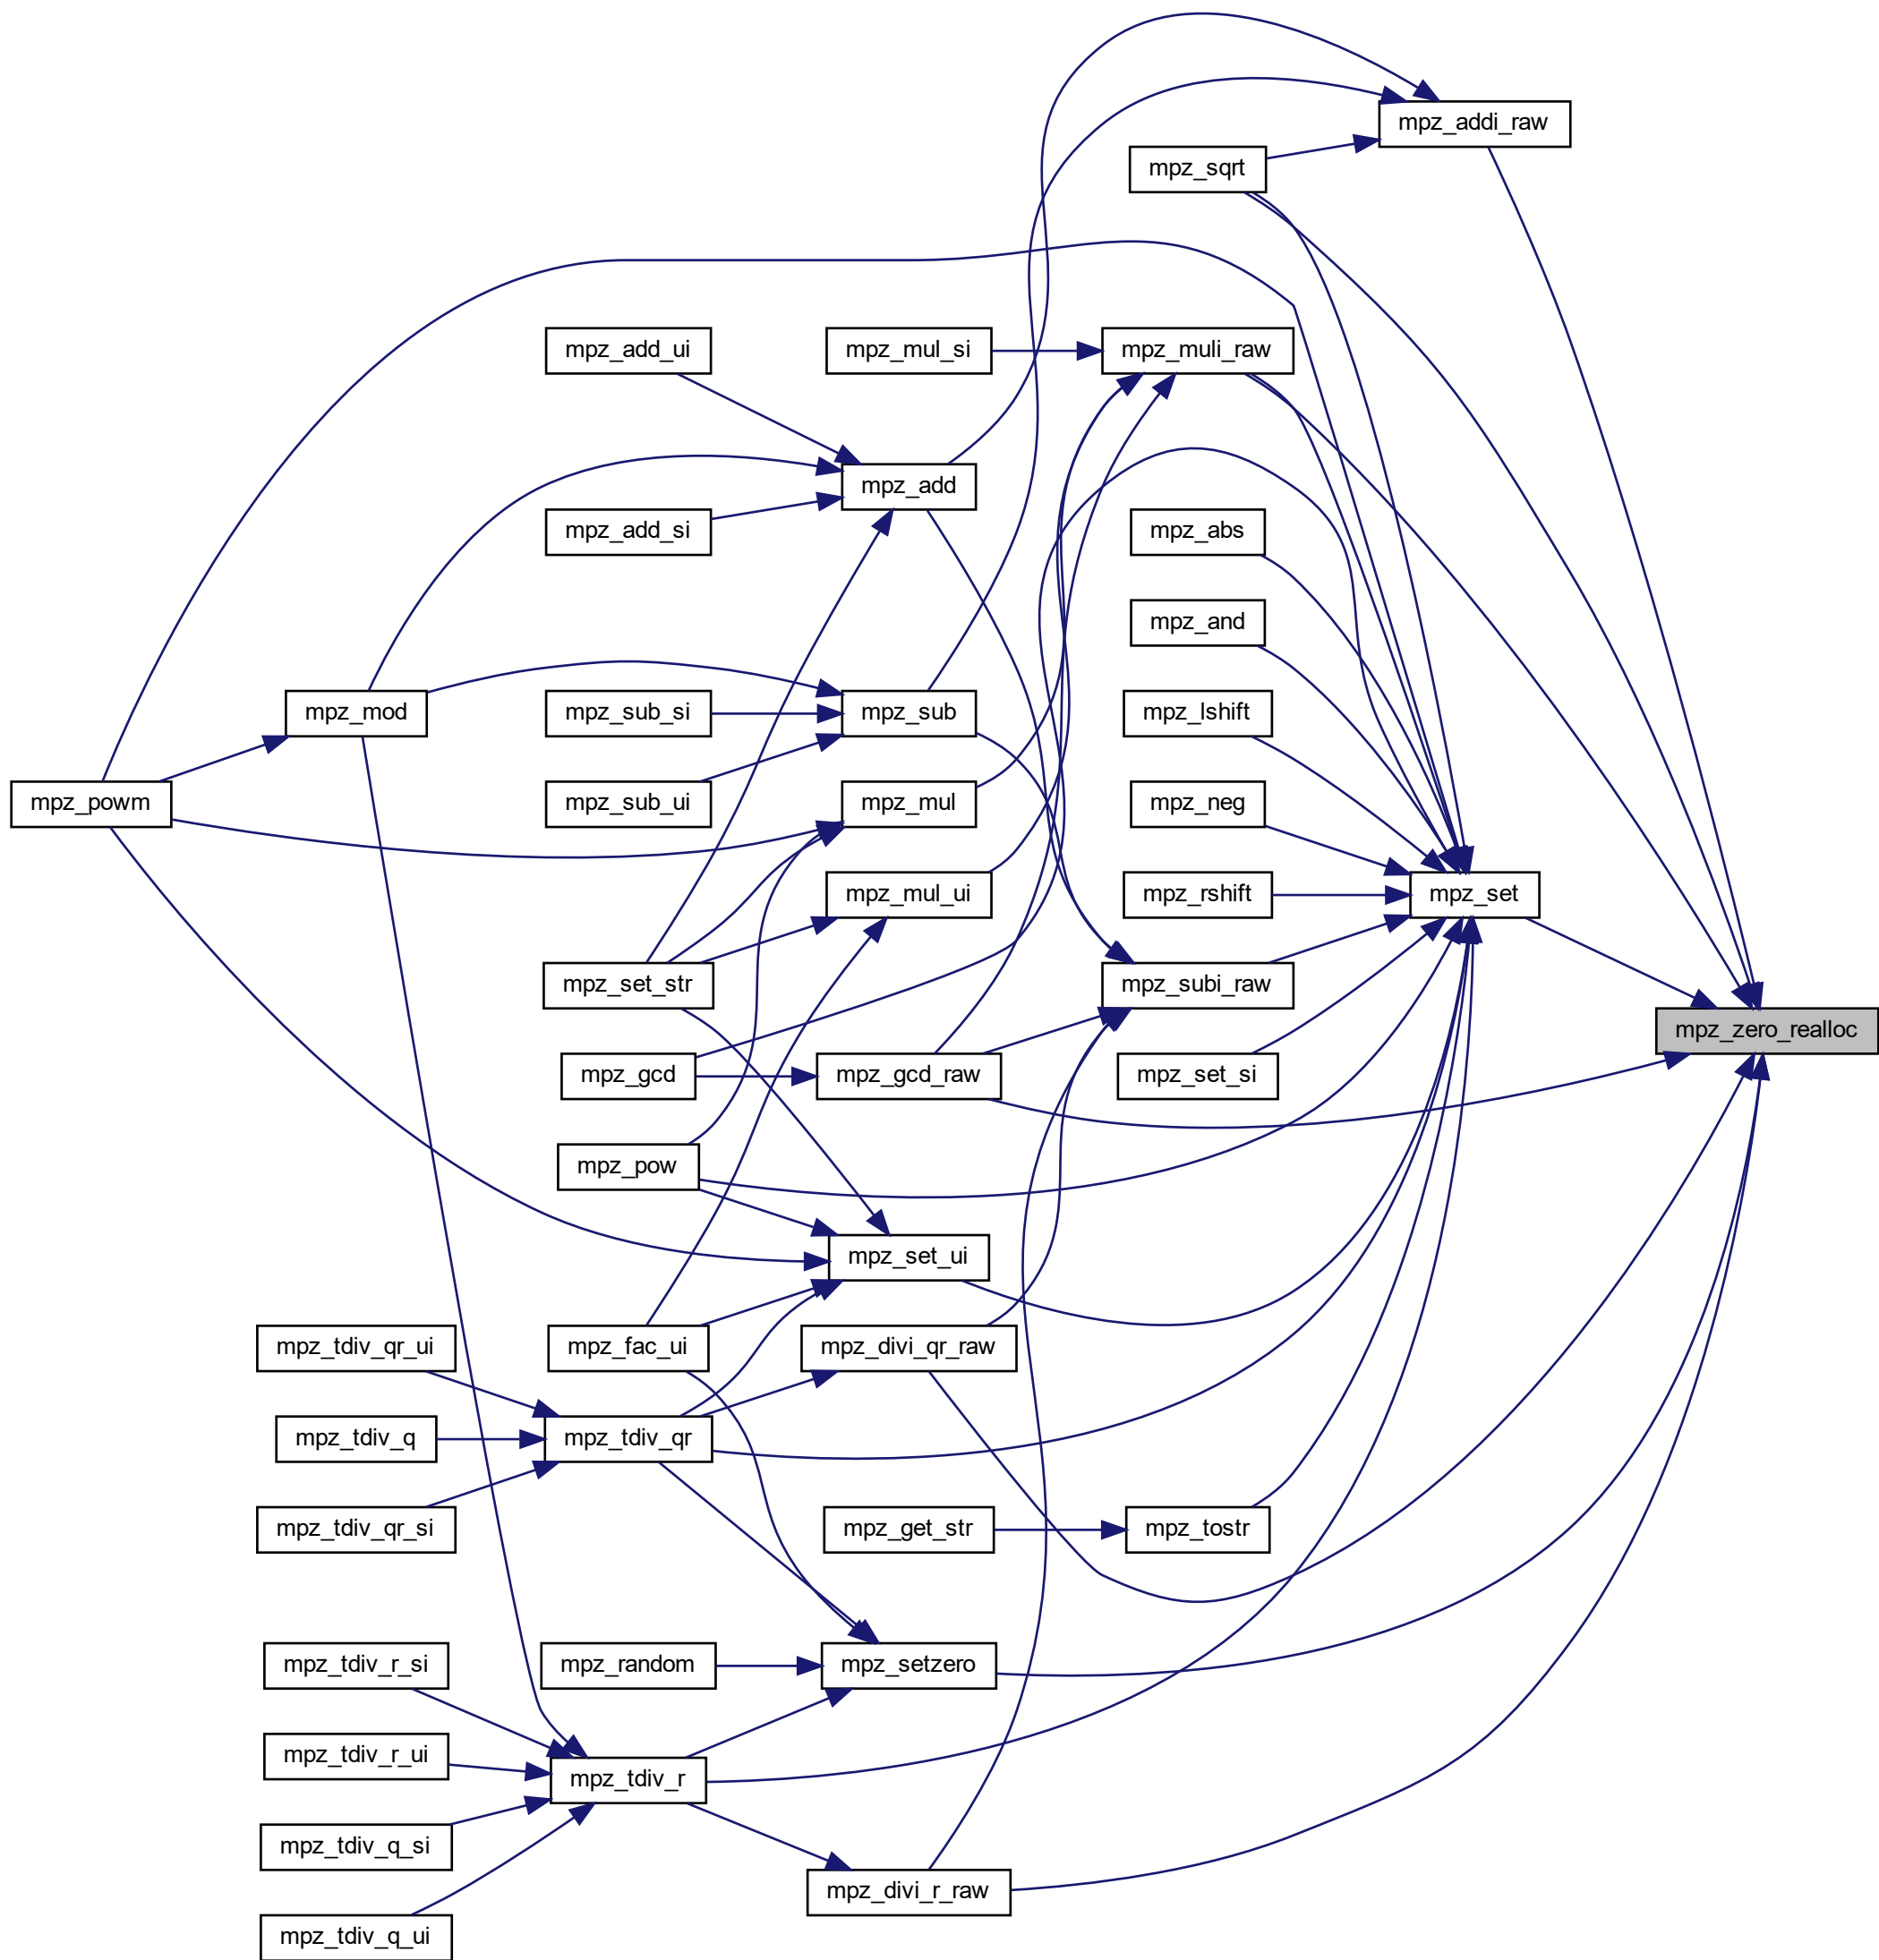 mpz_addi_raw
mpz_sqrt
mpz_add_ui
mpz_mul_si
mpz_muli_raw
mpz_add
mpz_add_si
mpz_abs
mpz_and
mpz_mod
mpz_sub_si
mpz_sub
mpz_lshift
mpz_powm
mpz_sub_ui
mpz_mul
mpz_neg
mpz_mul_ui
mpz_rshift
mpz_set
mpz_set_str
mpz_subi_raw
mpz_zero_realloc
mpz_gcd
mpz_gcd_raw
mpz_set_si
mpz_pow
mpz_set_ui
mpz_tdiv_qr_ui
mpz_fac_ui
mpz_divi_qr_raw
mpz_tdiv_q
mpz_tdiv_qr
mpz_tdiv_qr_si
mpz_get_str
mpz_tostr
mpz_tdiv_r_si
mpz_random
mpz_setzero
mpz_tdiv_r_ui
mpz_tdiv_r
mpz_tdiv_q_si
mpz_divi_r_raw
mpz_tdiv_q_ui